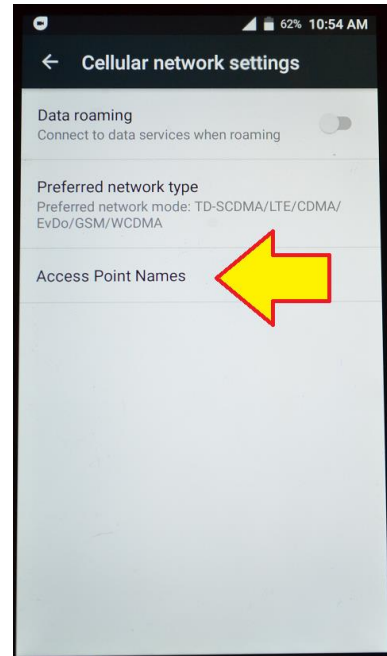 62% 10:54 AM
Cellular network settings
Data roaming
Connect to data services when roaming
Preferred network type
Preferred network mode: TD-SCDMA/LTE/CDMA/
EvDo/GSM/WCDMA
Access Point Names